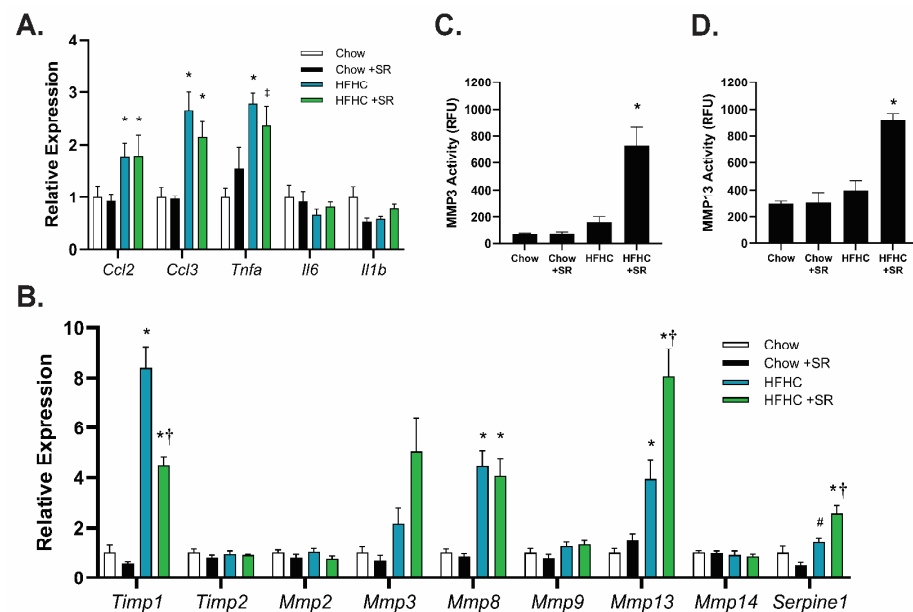 A.
Relative Expression
4
3
2
1
0
Chow
Chow +SR
HFHC
HFHC +SR
* *
* *
* ‡
Ccl2 Ccl3 Tnfa Il6 Il1b
C.
MMP3 Activity (RFU)
1200
1000
800
600
400
200
0
*
Chow Chow +SR HFHC HFHC +SR
D.
MMP13 Activity (RFU)
1200
1000
800
600
400
200
0
*
Chow Chow +SR HFHC HFHC +SR
B.
Relative Expression
10
8
6
4
2
0
Chow
Chow +SR
HFHC
HFHC +SR
* *†
* *
* *†
# *†
Timp1 Timp2 Mmp2 Mmp3 Mmp8 Mmp9 Mmp13 Mmp14 Serpine1